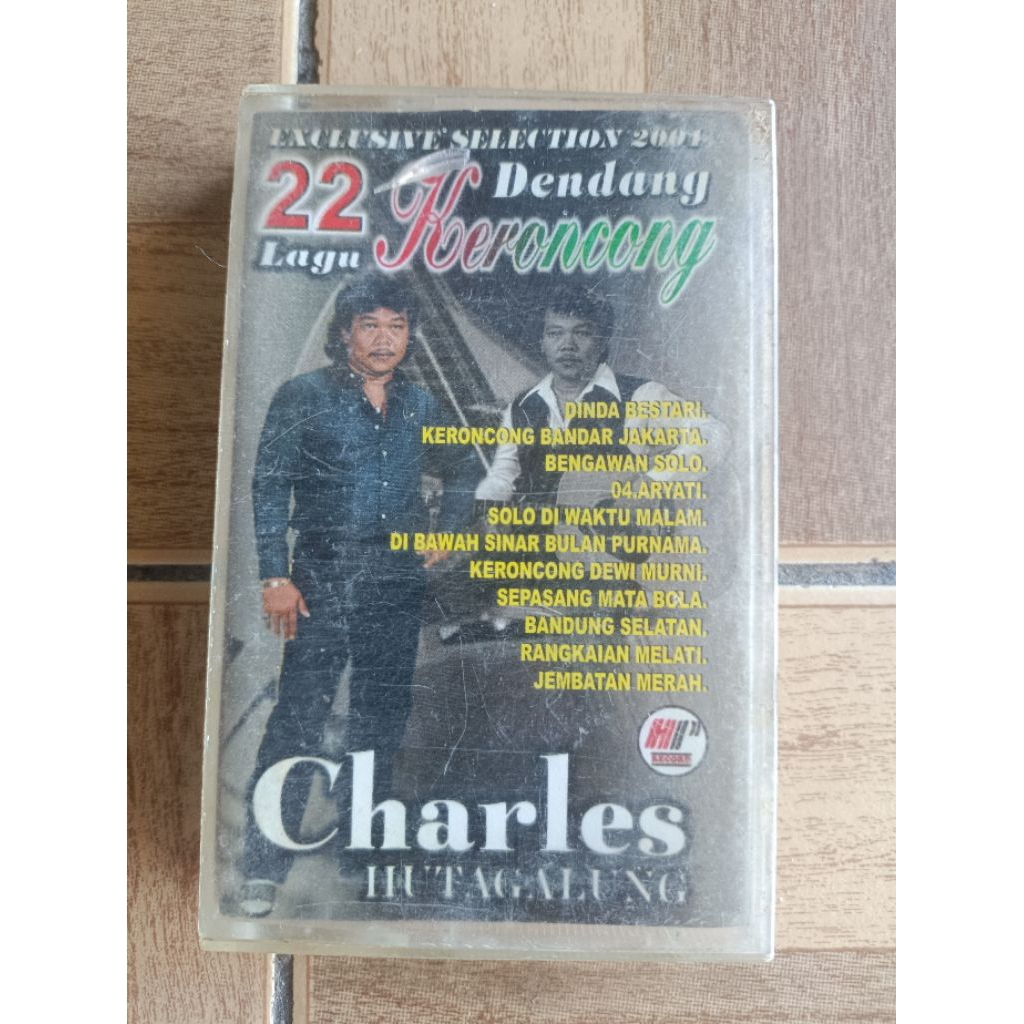 EXCLUSIVE SELECTION 2004
22 Dendang
Lagu Keroncong
DINDA BESTARI.
KERONCONG BANDAR JAKARTA.
BENGAWAN SOLO.
04.ARYATI.
SOLO DI WAKTU MALAM.
DI BAWAH SINAR BULAN PURNAMA.
KERONCONG DEWI MURNI.
SEPASANG MATA BOLA.
BANDUNG SELATAN.
RANGKAIAN MELATI.
JEMBATAN MERAH.
RECORD
Charles
HUTAGALUNG